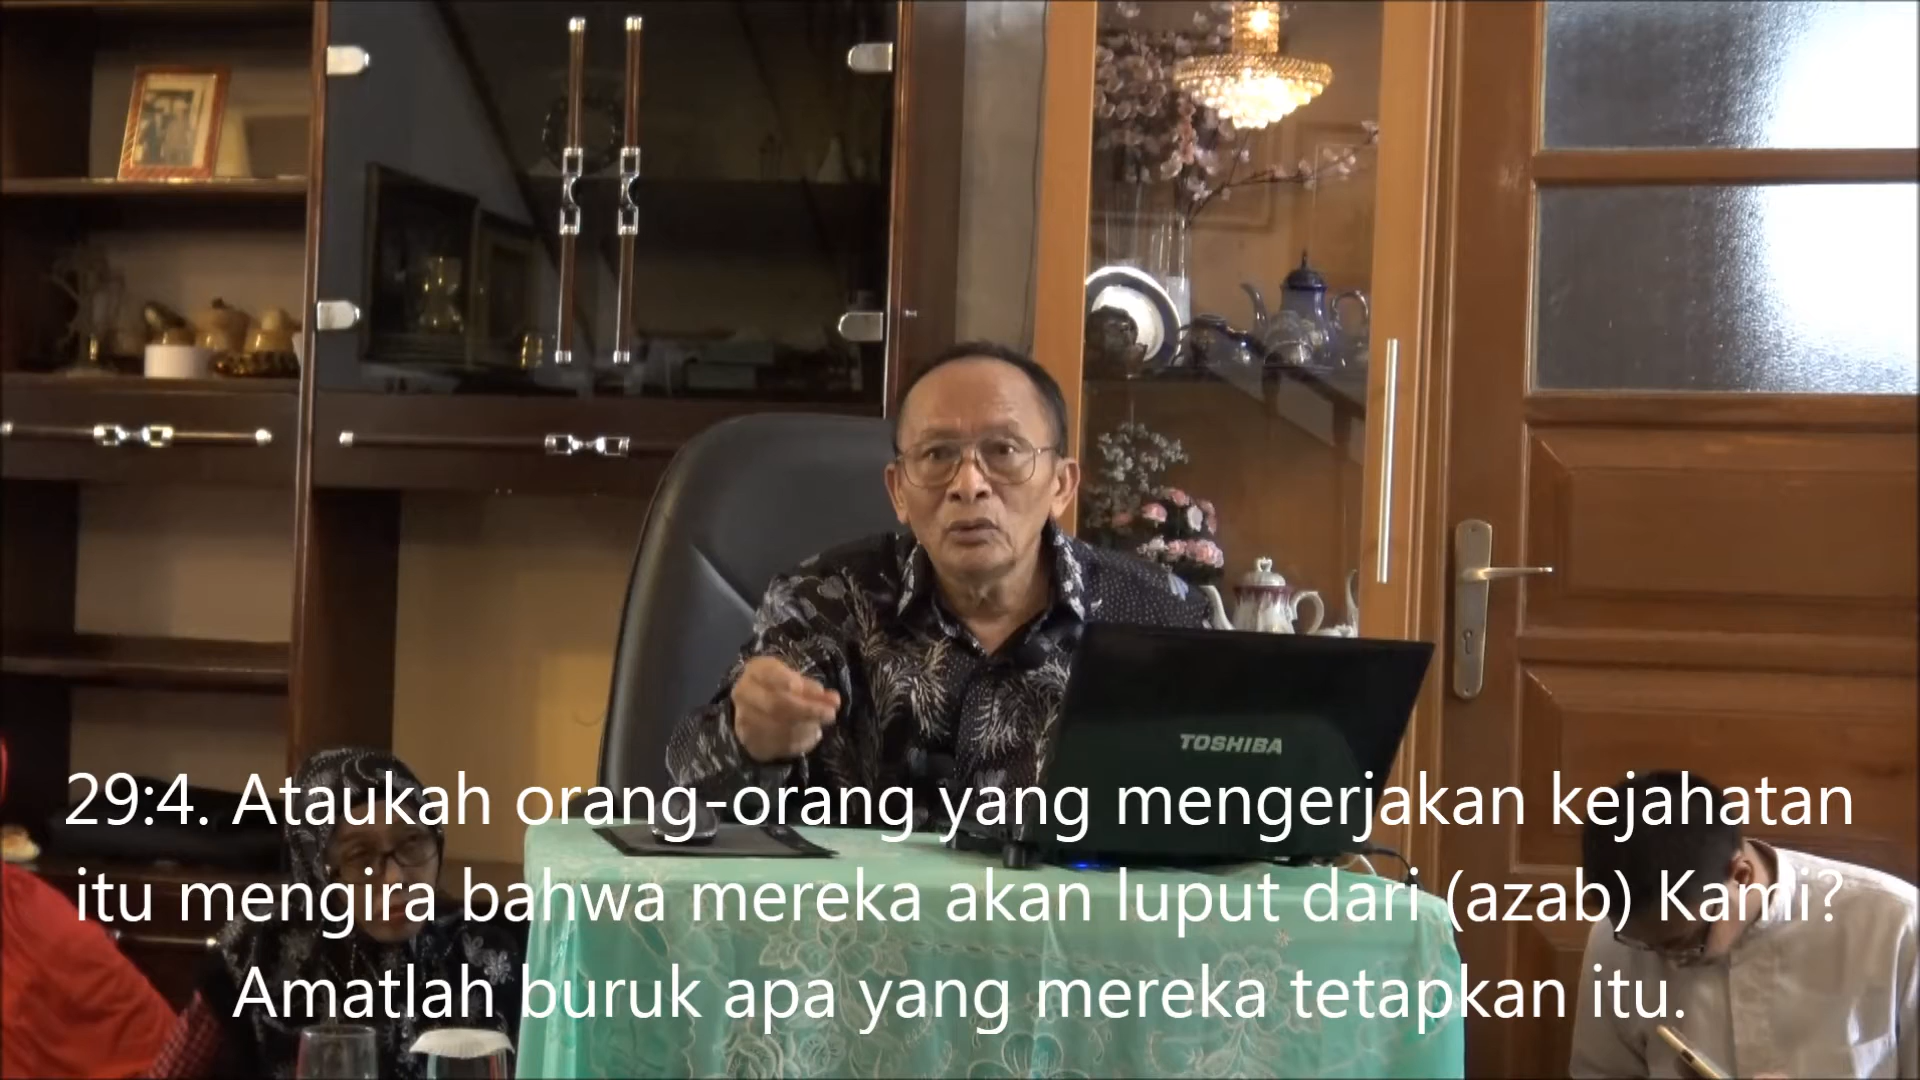 TOSHIBA
29:4. Ataukah orang-orang yang mengerjakan kejahatan
itu mengira bahwa mereka akan luput dari (azab) Kami?
Amatlah buruk apa yang mereka tetapkan itu.